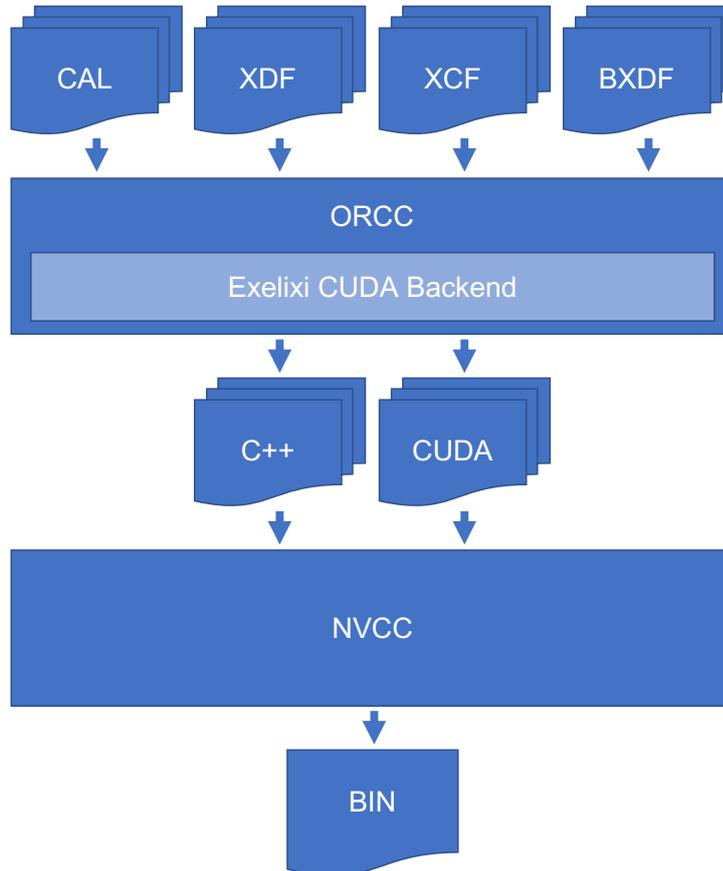 CAL
XDF
XCF
BXDF
ORCC
Exelixi CUDA Backend
C++
CUDA
NVCC
BIN